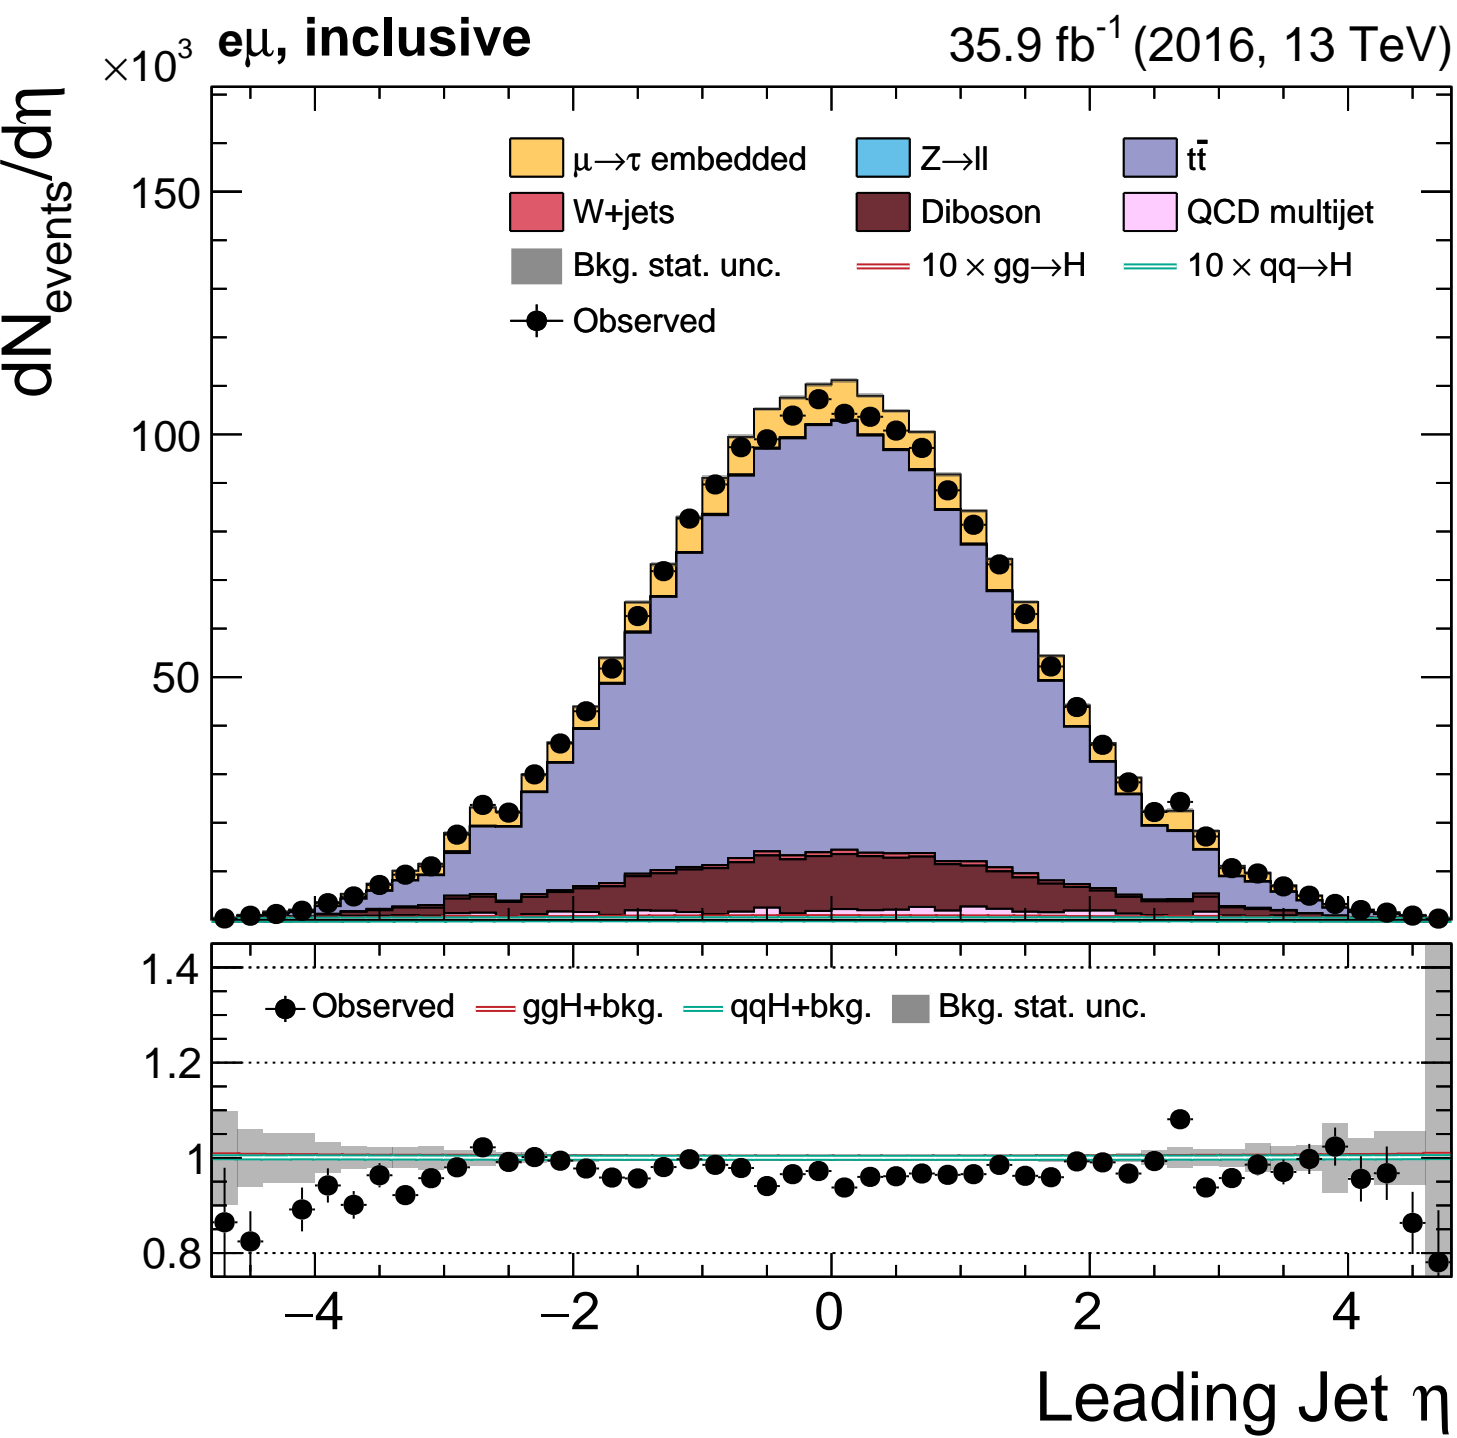 ×10³ eμ, inclusive 35.9 fb⁻¹ (2016, 13 TeV)
dN_events/dη
μ→τ embedded Z→ll tt̄
W+jets Diboson QCD multijet
Bkg. stat. unc. 10 × gg→H 10 × qq→H
Observed
150
100
50
1.4
Observed ggH+bkg. qqH+bkg. Bkg. stat. unc.
1.2
1
0.8
−4 −2 0 2 4
Leading Jet η